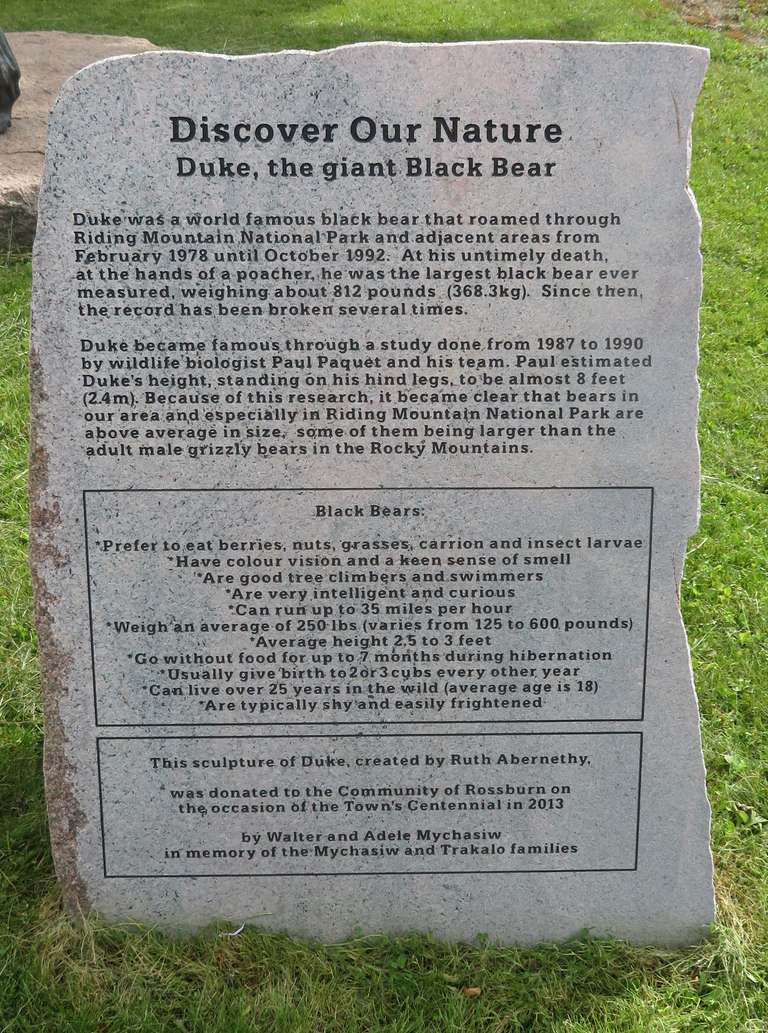 Discover Our Nature
Duke, the giant Black Bear
Duke was a world famous black bear that roamed through
Riding Mountain National Park and adjacent areas from
February 1978 until October 1992. At his untimely death,
at the hands of a poacher, he was the largest black bear ever
measured, weighing about 812 pounds (368.3kg). Since then,
the record has been broken several times.
Duke became famous through a study done from 1987 to 1990
by wildlife biologist Paul Paquet and his team. Paul estimated
Duke's height, standing on his hind legs, to be almost 8 feet
(2.4m). Because of this research, it became clear that bears in
our area and especially in Riding Mountain National Park are
above average in size, some of them being larger than the
adult male grizzly bears in the Rocky Mountains.
Black Bears:
*Prefer to eat berries, nuts, grasses, carrion and insect larvae
*Have colour vision and a keen sense of smell
*Are good tree climbers and swimmers
*Are very intelligent and curious
*Can run up to 35 miles per hour
*Weigh an average of 250 lbs (varies from 125 to 600 pounds)
*Average height 2.5 to 3 feet
*Go without food for up to 7 months during hibernation
*Usually give birth to 2 or 3 cubs every other year
*Can live over 25 years in the wild (average age is 18)
*Are typically shy and easily frightened
This sculpture of Duke, created by Ruth Abernethy,
was donated to the Community of Rossburn on
the occasion of the Town's Centennial in 2013
by Walter and Adele Mychasiw
in memory of the Mychasiw and Trakalo families